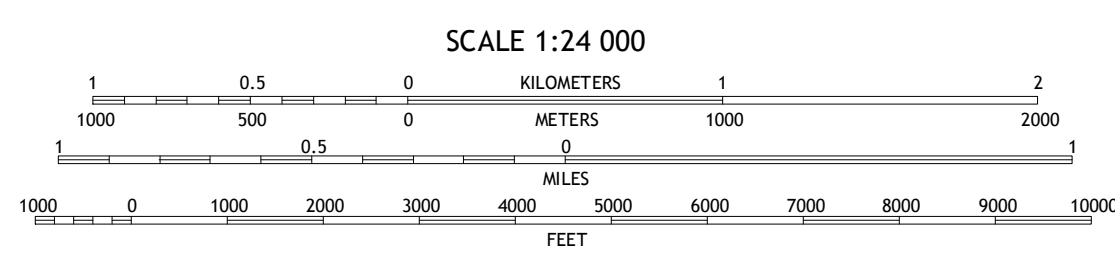 SCALE 1:24 000
1 0.5 0 KILOMETERS 1 2
1000 500 0 METERS 1000 2000
1 0.5 0 1
MILES
1000 0 1000 2000 3000 4000 5000 6000 7000 8000 9000 10000
FEET